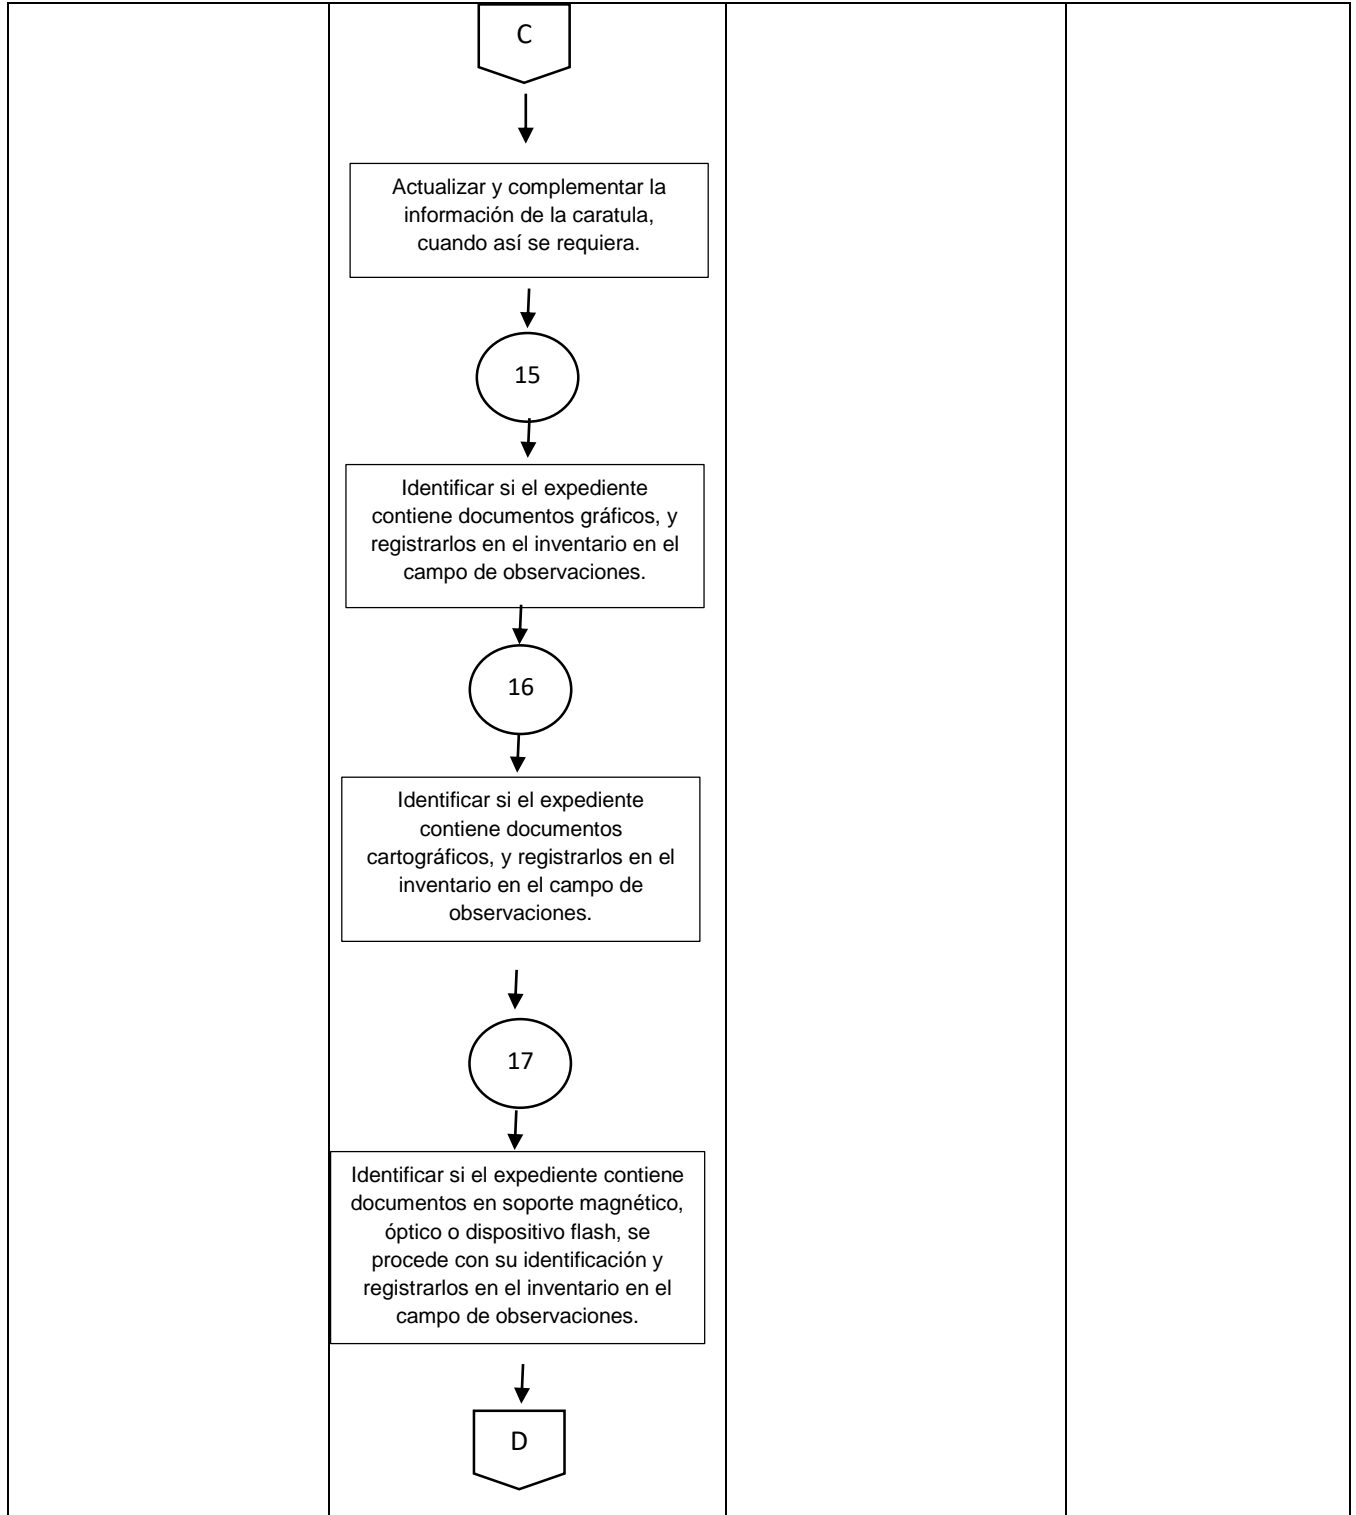 C
Actualizar y complementar la
información de la caratula,
cuando así se requiera.
15
Identificar si el expediente
contiene documentos gráficos, y
registrarlos en el inventario en el
campo de observaciones.
16
Identificar si el expediente
contiene documentos
cartográficos, y registrarlos en el
inventario en el campo de
observaciones.
17
Identificar si el expediente contiene
documentos en soporte magnético,
óptico o dispositivo flash, se
procede con su identificación y
registrarlos en el inventario en el
campo de observaciones.
D